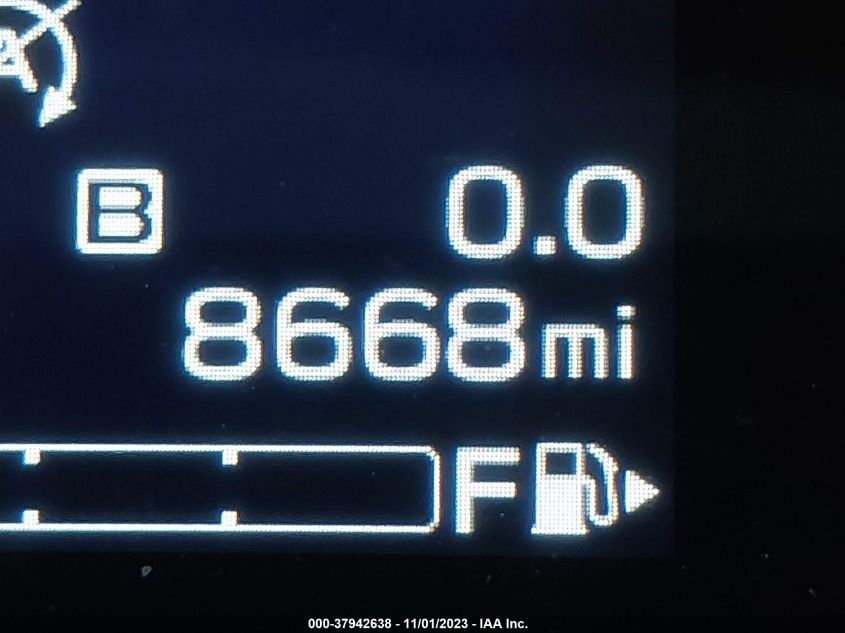 B 0.0
8668mi
F
000-37942638 - 11/01/2023 - IAA Inc.